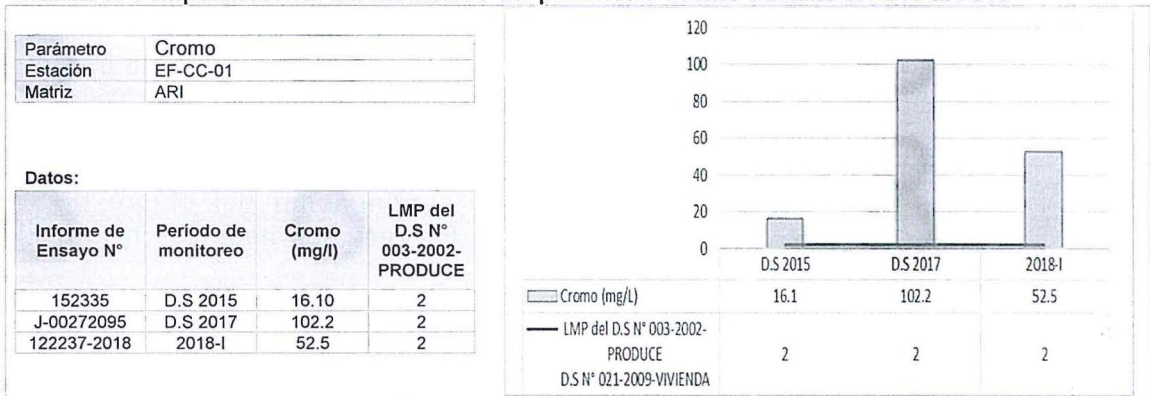 Parámetro Cromo
Estación EF-CC-01
Matriz ARI
Datos:
Informe de Ensayo N° Período de monitoreo Cromo (mg/l) LMP del D.S N° 003-2002-PRODUCE
152335 D.S 2015 16.10 2
J-00272095 D.S 2017 102.2 2
122237-2018 2018-I 52.5 2
120
100
80
60
40
20
0
D.S 2015 D.S 2017 2018-I
Cromo (mg/L) 16.1 102.2 52.5
LMP del D.S N° 003-2002-
PRODUCE 2 2 2
D.S N° 021-2009-VIVIENDA